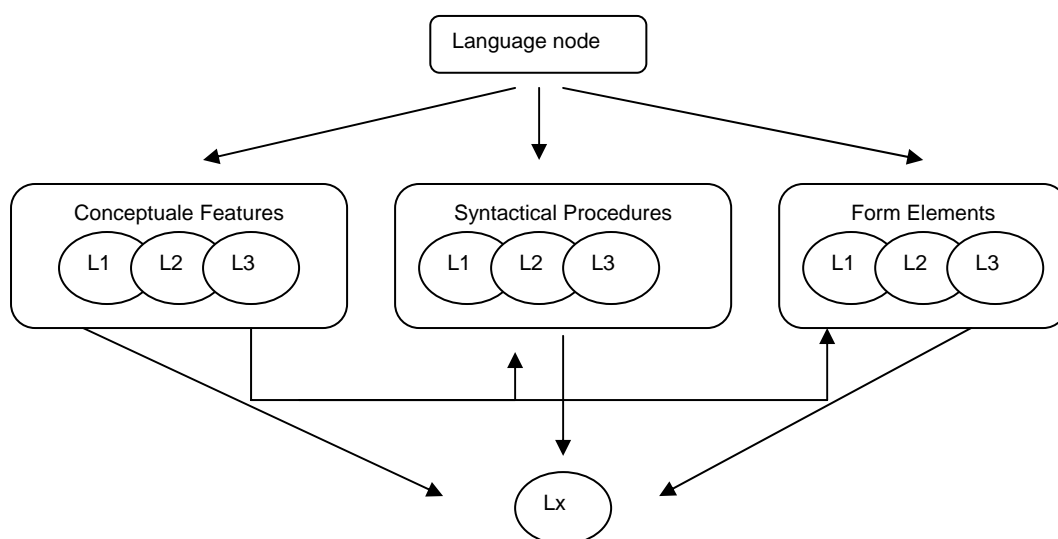 Language node
Conceptuale Features
L1 L2 L3
Syntactical Procedures
L1 L2 L3
Form Elements
L1 L2 L3
Lx